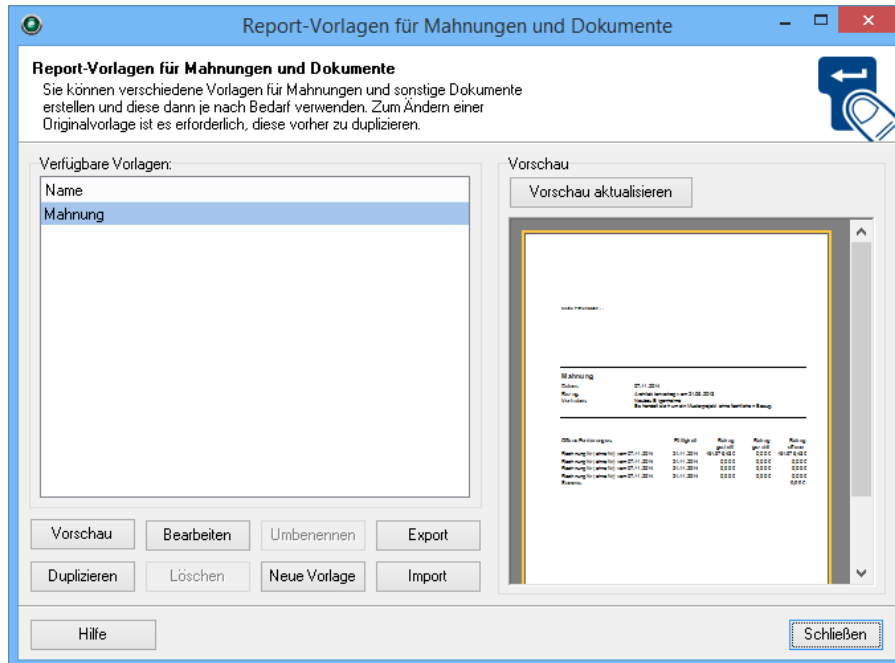 Report-Vorlagen für Mahnungen und Dokumente
Report-Vorlagen für Mahnungen und Dokumente
Sie können verschiedene Vorlagen für Mahnungen und sonstige Dokumente
erstellen und diese dann je nach Bedarf verwenden. Zum Ändern einer
Originalvorlage ist es erforderlich, diese vorher zu duplizieren.
Verfügbare Vorlagen:
Name
Mahnung
Vorschau
Bearbeiten
Umbenennen
Export
Duplizieren
Löschen
Neue Vorlage
Import
Vorschau
Vorschau aktualisieren
Mahnung
07.11.2014
Hilfe
Schließen